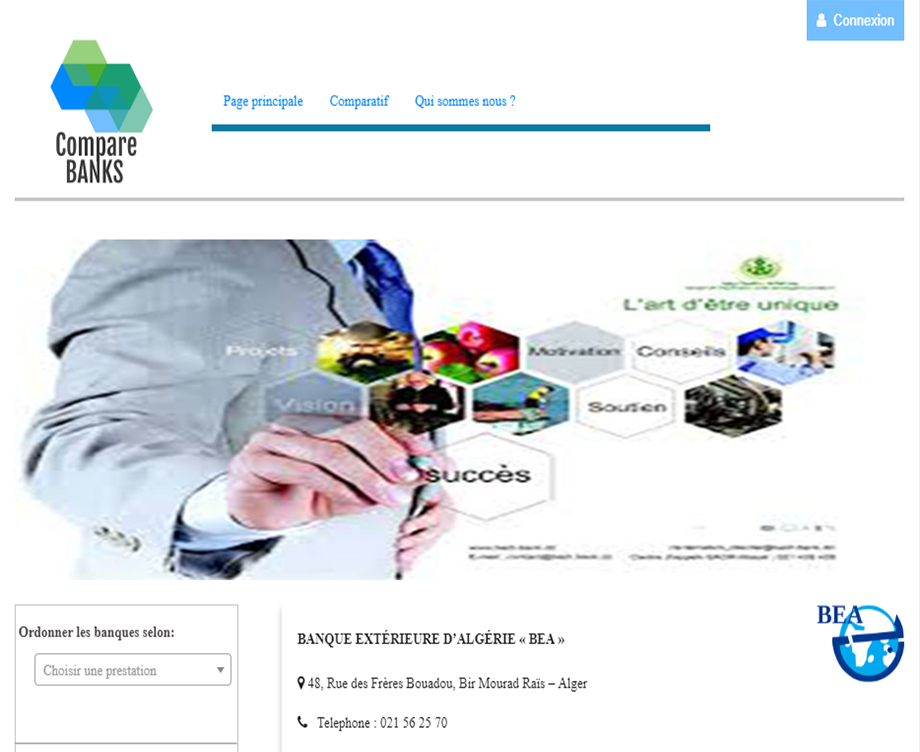 Connexion
Compare
BANKS
Page principale
Comparatif
Qui sommes nous ?
L'art d'être unique
Projets
Motivation
Conseils
Vision
Soutien
succès
Ordonner les banques selon:
Choisir une prestation
BEA
BANQUE EXTÉRIEURE D’ALGÉRIE « BEA »
48, Rue des Frères Bouadou, Bir Mourad Raïs – Alger
Telephone : 021 56 25 70